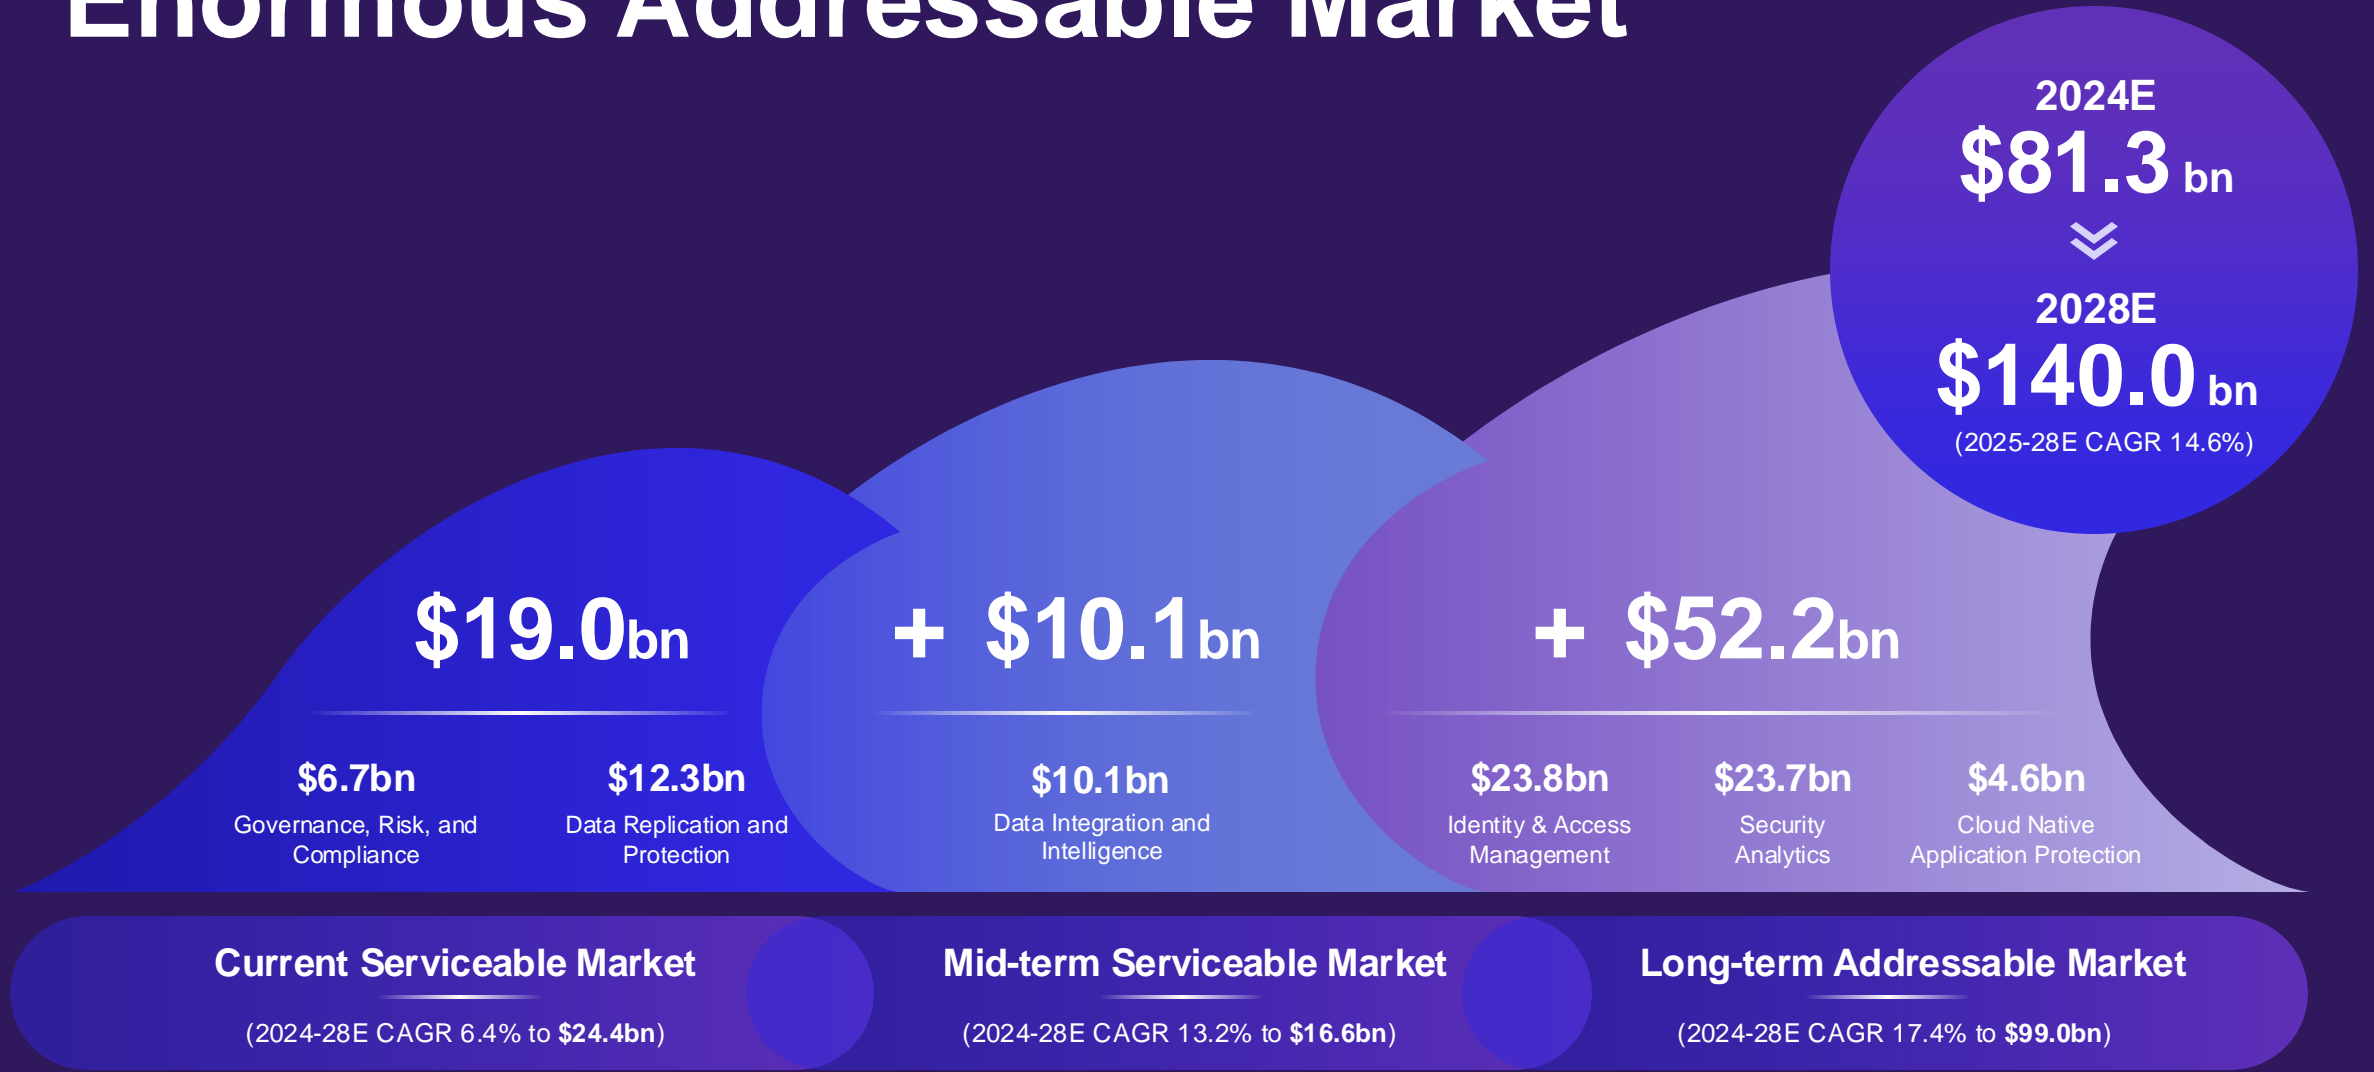 Enormous Addressable Market
2024E
$81.3 bn
2028E
$140.0 bn
(2025-28E CAGR 14.6%)
$19.0bn
+ $10.1bn
+ $52.2bn
$6.7bn
Governance, Risk, and
Compliance
$12.3bn
Data Replication and
Protection
$10.1bn
Data Integration and
Intelligence
$23.8bn
Identity & Access
Management
$23.7bn
Security
Analytics
$4.6bn
Cloud Native
Application Protection
Current Serviceable Market
(2024-28E CAGR 6.4% to $24.4bn)
Mid-term Serviceable Market
(2024-28E CAGR 13.2% to $16.6bn)
Long-term Addressable Market
(2024-28E CAGR 17.4% to $99.0bn)